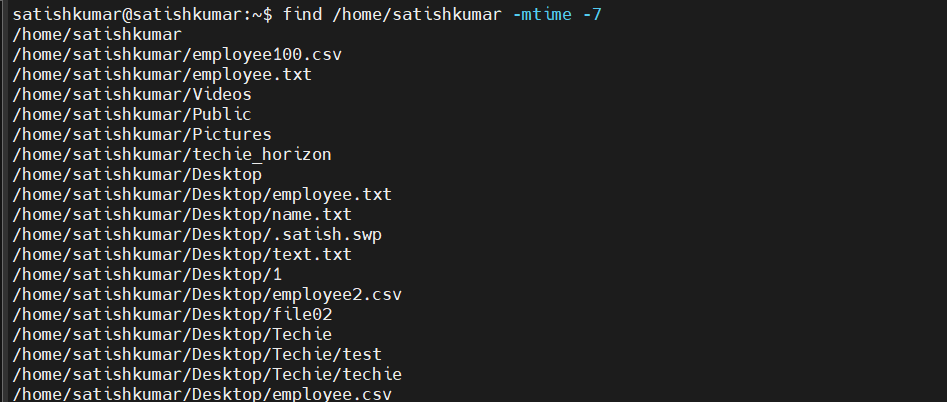 satishkumar@satishkumar:~$ find /home/satishkumar -mtime -7
/home/satishkumar
/home/satishkumar/employee100.csv
/home/satishkumar/employee.txt
/home/satishkumar/Videos
/home/satishkumar/Public
/home/satishkumar/Pictures
/home/satishkumar/techie_horizon
/home/satishkumar/Desktop
/home/satishkumar/Desktop/employee.txt
/home/satishkumar/Desktop/name.txt
/home/satishkumar/Desktop/.satish.swp
/home/satishkumar/Desktop/text.txt
/home/satishkumar/Desktop/1
/home/satishkumar/Desktop/employee2.csv
/home/satishkumar/Desktop/file02
/home/satishkumar/Desktop/Techie
/home/satishkumar/Desktop/Techie/test
/home/satishkumar/Desktop/Techie/techie
/home/satishkumar/Desktop/employee.csv